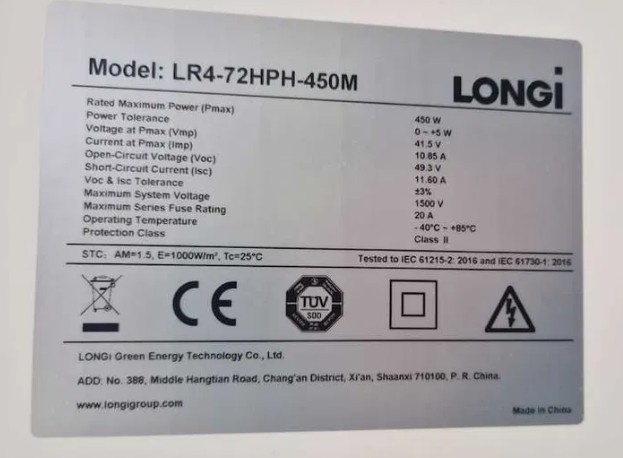 Model: LR4-72HPH-450M
LONGi
Rated Maximum Power (Pmax) 450 W
Power Tolerance 0 ~ +5 W
Voltage at Pmax (Vmp) 41.5 V
Current at Pmax (Imp) 10.85 A
Open-Circuit Voltage (Voc) 49.3 V
Short-Circuit Current (Isc) 11.60 A
Voc & Isc Tolerance ±3%
Maximum System Voltage 1500 V
Maximum Series Fuse Rating 20 A
Operating Temperature - 40°C ~ +85°C
Protection Class Class II
STC: AM=1.5, E=1000W/m², Tc=25°C
Tested to IEC 61215-2: 2016 and IEC 61730-1: 2016
CE
TÜV
500
LONGi Green Energy Technology Co., Ltd.
ADD: No. 388, Middle Hangtian Road, Chang'an District, Xi'an, Shaanxi 710100, P. R. China.
www.longigroup.com
Made in China